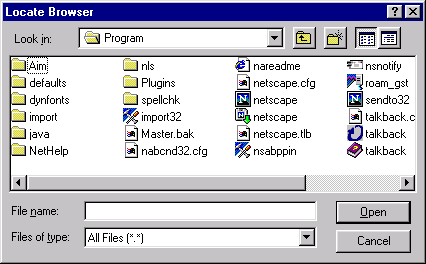 Locate Browser
Look in: Program
Aim nls nareadme nsnotify
defaults Plugins netscape.cfg roam_gst
dynfonts spellchk netscape sendto32
import import32 netscape talkback.c
java Master.bak netscape.tlb talkback
NetHelp nabcnd32.cfg nsabppin talkback
File name: Open
Files of type: All Files (*.*) Cancel